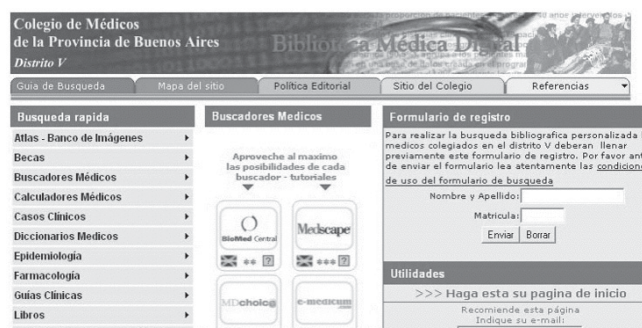 Colegio de Médicos
de la Provincia de Buenos Aires
Distrito V
Biblioteca Médica Digital
Guia de Busqueda
Mapa del sitio
Política Editorial
Sitio del Colegio
Referencias
Busqueda rapida
Atlas - Banco de Imágenes
Becas
Buscadores Médicos
Calculadores Médicos
Casos Clínicos
Diccionarios Medicos
Epidemiología
Farmacología
Guías Clínicas
Libros
Buscadores Medicos
Aproveche al maximo
las posibilidades de cada
buscador - tutoriales
BioMed Central
Medscape
** ?
*** ?
MDchoice
e-medicum
Formulario de registro
Para realizar la busqueda bibliografica personalizada
medicos colegiados en el distrito V deberan llenar
previamente este formulario de registro. Por favor ant
de enviar el formulario lea atentamente las condicion
de uso del formulario de busqueda
Nombre y Apellido:
Matricula:
Enviar Borrar
Utilidades
>>> Haga esta su pagina de inicio
Recomiende esta página
Indique su e-mail: